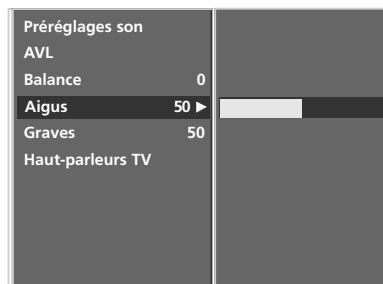 Préréglages son
AVL
Balance 0
Aigus 50 ►
Graves 50
Haut-parleurs TV